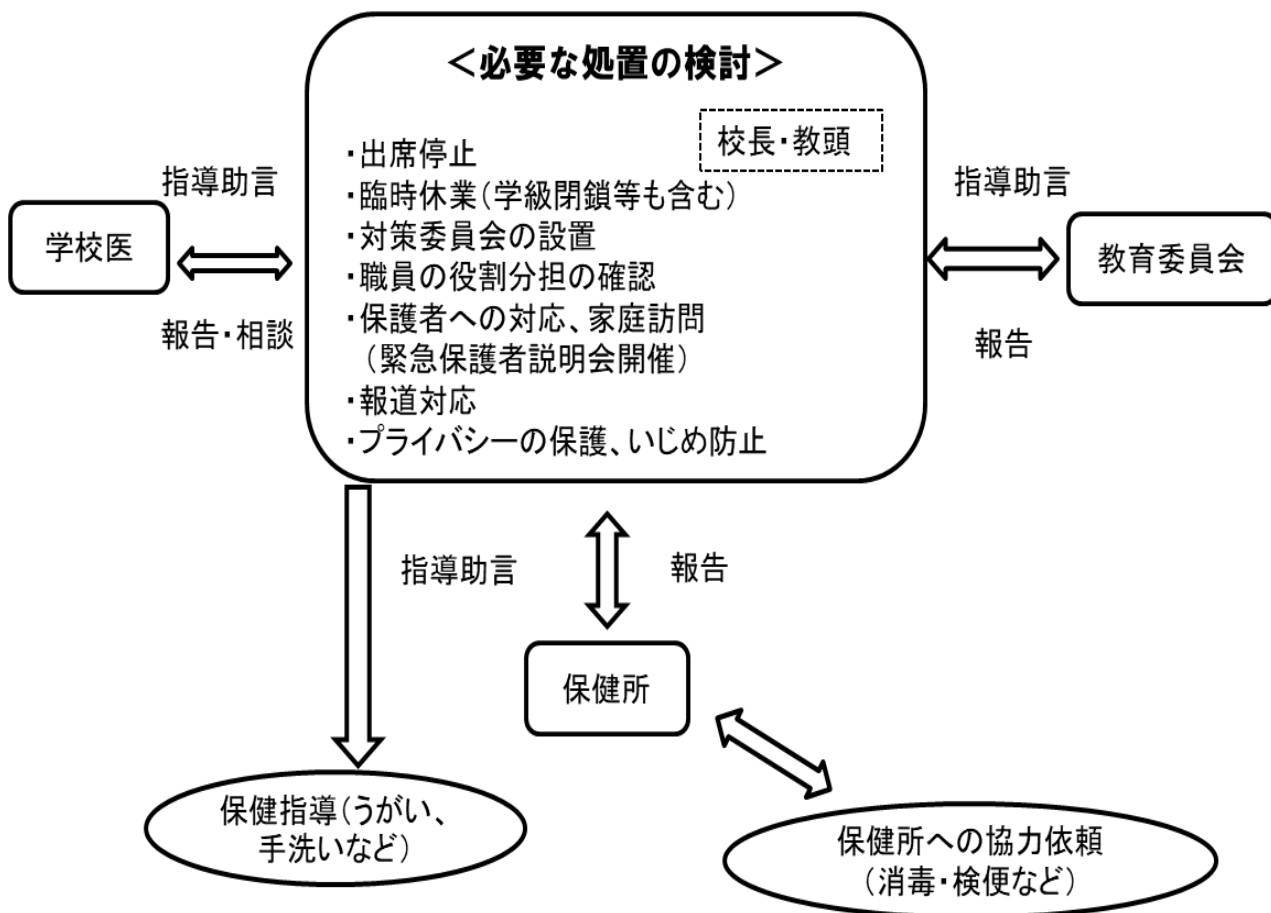 <必要な処置の検討>
校長・教頭
・出席停止
・臨時休業(学級閉鎖等も含む)
・対策委員会の設置
・職員の役割分担の確認
・保護者への対応、家庭訪問
(緊急保護者説明会開催)
・報道対応
・プライバシーの保護、いじめ防止
指導助言
学校医
報告・相談
指導助言
教育委員会
報告
指導助言
報告
保健所
保健指導(うがい、
手洗いなど)
保健所への協力依頼
(消毒・検便など)